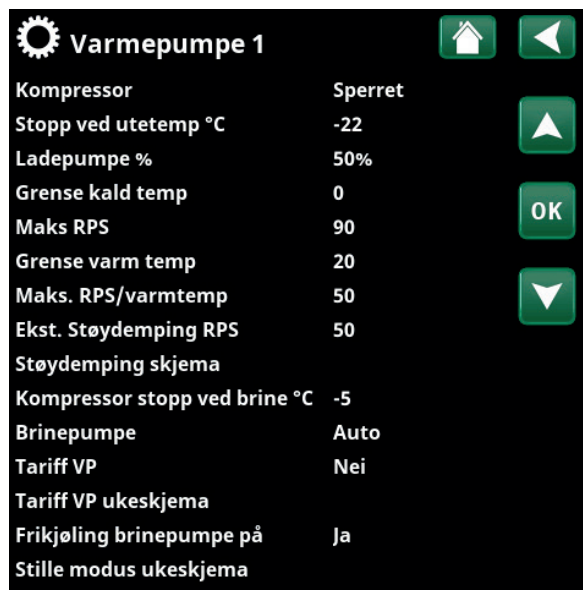 Varmepumpe 1
Kompressor Sperret
Stopp ved utetemp °C -22
Ladepumpe % 50%
Grense kald temp 0
Maks RPS 90
Grense varm temp 20
Maks. RPS/varmtemp 50
Ekst. Støydemping RPS 50
Støydemping skjema
Kompressor stopp ved brine °C -5
Brinepumpe Auto
Tariff VP Nei
Tariff VP ukeskjema
Frikjøling brinepumpe på Ja
Stille modus ukeskjema
OK